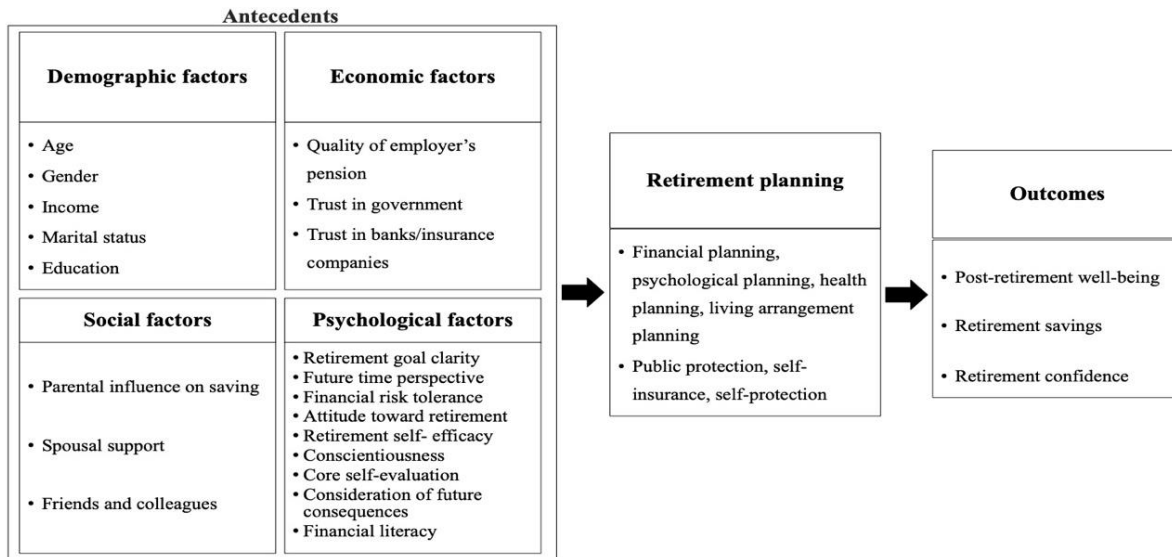 Antecedents
Demographic factors
• Age
• Gender
• Income
• Marital status
• Education
Economic factors
• Quality of employer's
pension
• Trust in government
• Trust in banks/insurance
companies
Social factors
• Parental influence on saving
• Spousal support
• Friends and colleagues
Psychological factors
• Retirement goal clarity
• Future time perspective
• Financial risk tolerance
• Attitude toward retirement
• Retirement self- efficacy
• Conscientiousness
• Core self-evaluation
• Consideration of future
consequences
• Financial literacy
Retirement planning
• Financial planning,
psychological planning, health
planning, living arrangement
planning
• Public protection, self-
insurance, self-protection
Outcomes
• Post-retirement well-being
• Retirement savings
• Retirement confidence